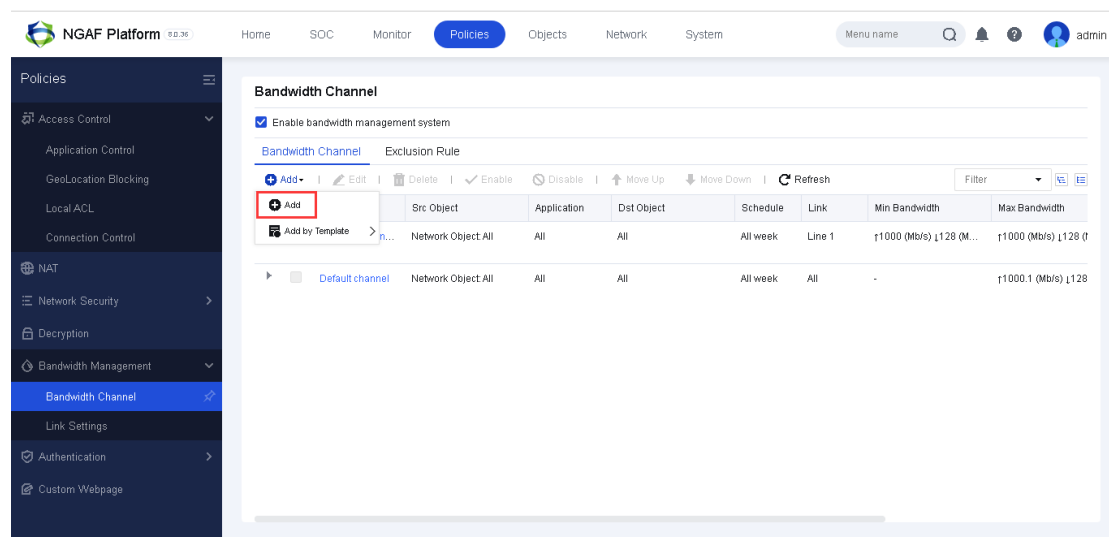 NGAF Platform 8.0.36 Home SOC Monitor Policies Objects Network System Menu name admin
Policies
Access Control
Application Control
GeoLocation Blocking
Local ACL
Connection Control
NAT
Network Security
Decryption
Bandwidth Management
Bandwidth Channel
Link Settings
Authentication
Custom Webpage
Bandwidth Channel
Enable bandwidth management system
Bandwidth Channel Exclusion Rule
Add Edit Delete Enable Disable Move Up Move Down Refresh Filter
Add
Add by Template
Src Object Application Dst Object Schedule Link Min Bandwidth Max Bandwidth
n... Network Object:All All All All week Line 1 ↑1000 (Mb/s) ↓128 (M... ↑1000 (Mb/s) ↓128 (
Default channel Network Object:All All All All week All - ↑1000.1 (Mb/s) ↓128